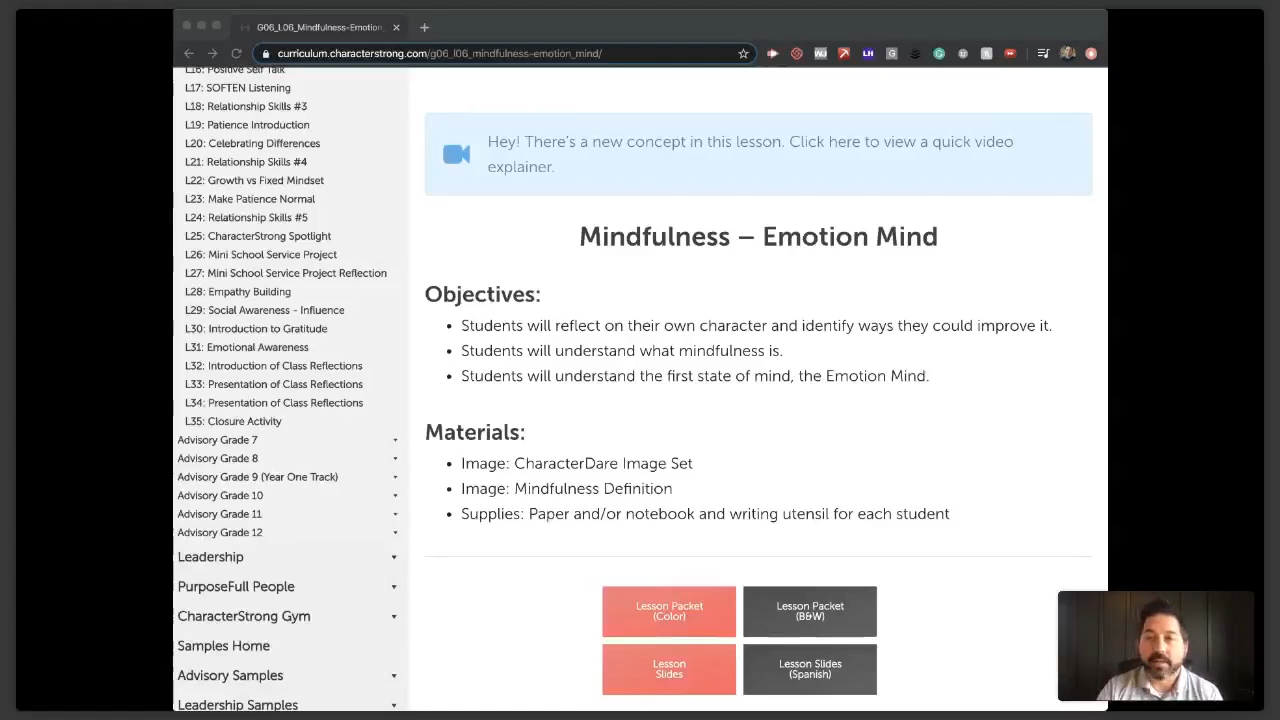 G06_L06_Mindfulness-Emotion_
curriculum.characterstrong.com/g06_l06_mindfulness-emotion_mind/
L16: Positive Self Talk
L17: SOFTEN Listening
L18: Relationship Skills #3
L19: Patience Introduction
L20: Celebrating Differences
L21: Relationship Skills #4
L22: Growth vs Fixed Mindset
L23: Make Patience Normal
L24: Relationship Skills #5
L25: CharacterStrong Spotlight
L26: Mini School Service Project
L27: Mini School Service Project Reflection
L28: Empathy Building
L29: Social Awareness - Influence
L30: Introduction to Gratitude
L31: Emotional Awareness
L32: Introduction of Class Reflections
L33: Presentation of Class Reflections
L34: Presentation of Class Reflections
L35: Closure Activity
Advisory Grade 7
Advisory Grade 8
Advisory Grade 9 (Year One Track)
Advisory Grade 10
Advisory Grade 11
Advisory Grade 12
Leadership
PurposeFull People
CharacterStrong Gym
Samples Home
Advisory Samples
Leadership Samples
Hey! There's a new concept in this lesson. Click here to view a quick video
explainer.
Mindfulness – Emotion Mind
Objectives:
• Students will reflect on their own character and identify ways they could improve it.
• Students will understand what mindfulness is.
• Students will understand the first state of mind, the Emotion Mind.
Materials:
• Image: CharacterDare Image Set
• Image: Mindfulness Definition
• Supplies: Paper and/or notebook and writing utensil for each student
Lesson Packet
(Color)
Lesson Packet
(B&W)
Lesson
Slides
Lesson Slides
(Spanish)